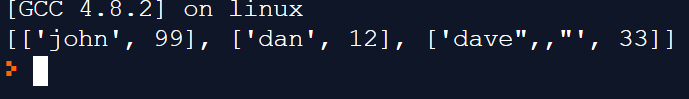 [GCC 4.8.2] on linux
[['john', 99], ['dan', 12], ['dave",,"', 33]]
>